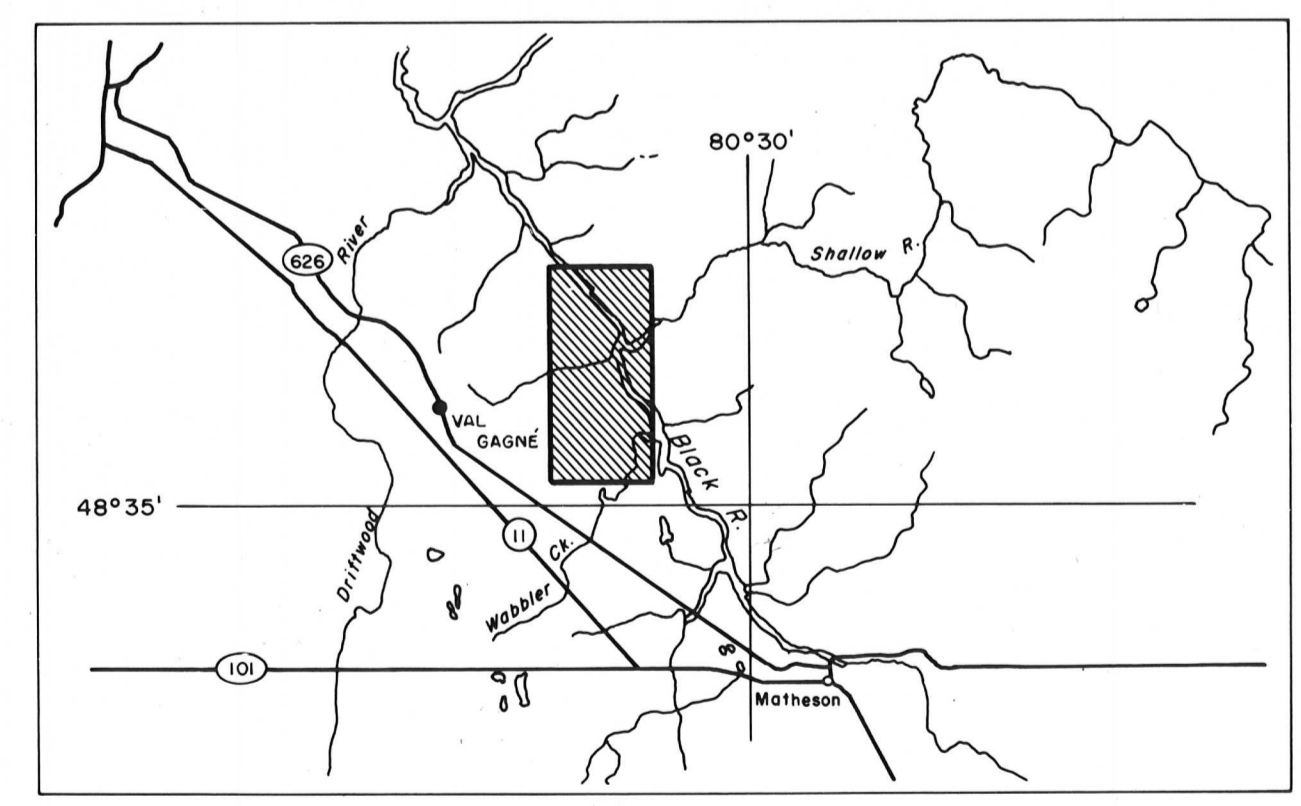 80°30'
River
Shallow R.
626
VAL
GAGNÉ
Black R.
48°35'
11
Driftwood
Wabbler Ck.
101
Matheson